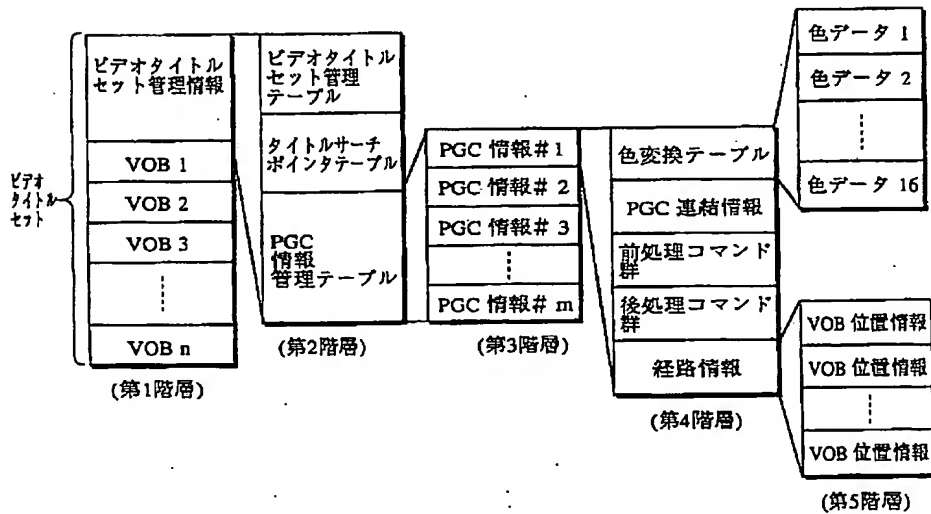 ビデオ
タイトル
セット
ビデオタイトル
セット管理情報
VOB 1
VOB 2
VOB 3
VOB n
(第1階層)
ビデオタイトル
セット管理
テーブル
タイトルサーチ
ポインタテーブル
PGC
情報
管理テーブル
(第2階層)
PGC 情報# 1
PGC 情報# 2
PGC 情報# 3
PGC 情報# m
(第3階層)
色変換テーブル
PGC 連結情報
前処理コマンド
群
後処理コマンド
群
経路情報
(第4階層)
色データ 1
色データ 2
色データ 16
VOB 位置情報
VOB 位置情報
VOB 位置情報
(第5階層)